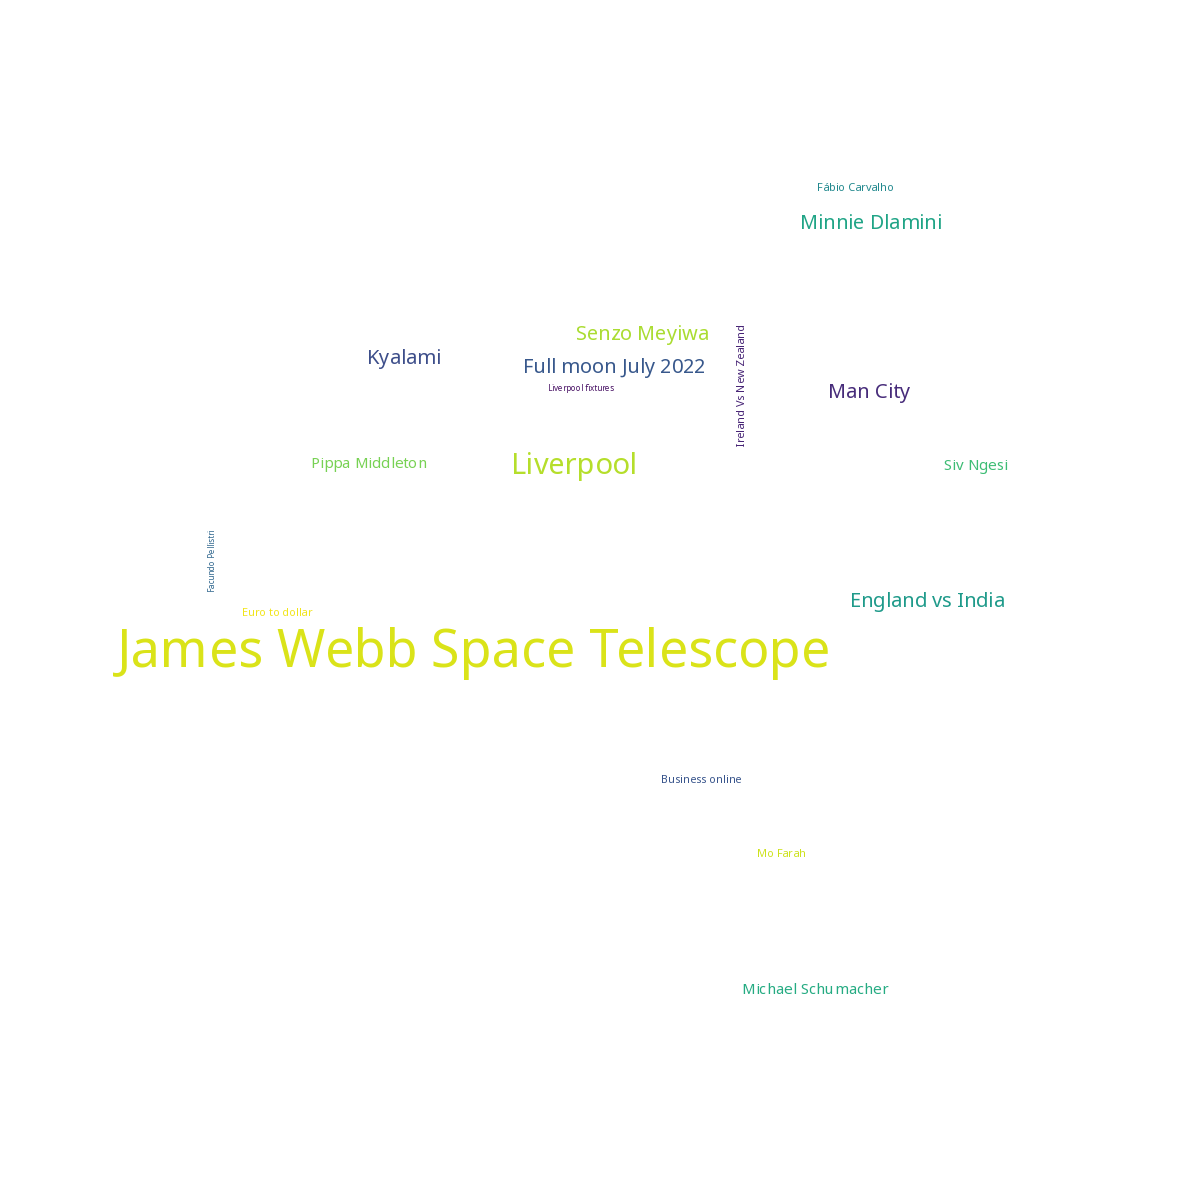 Fábio Carvalho
Minnie Dlamini
Senzo Meyiwa
Kyalami
Full moon July 2022
Liverpool fixtures
Ireland Vs New Zealand
Man City
Pippa Middleton
Liverpool
Siv Ngesi
Facundo Pellistri
England vs India
Euro to dollar
James Webb Space Telescope
Business online
Mo Farah
Michael Schumacher